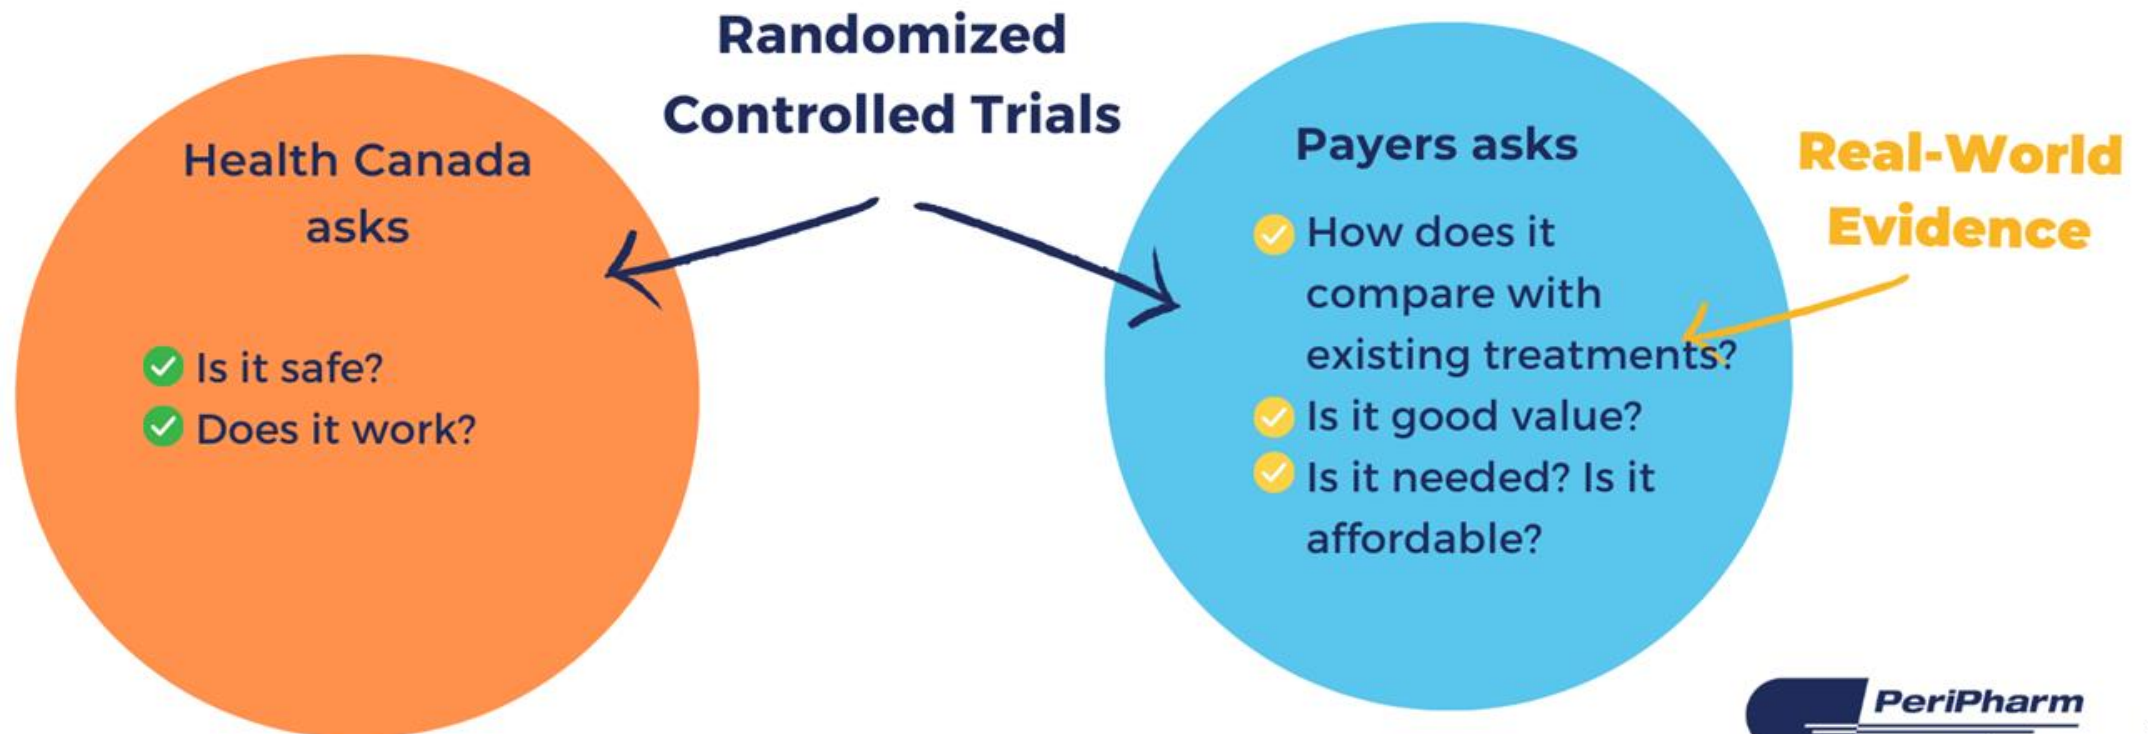 Randomized
Controlled Trials
Health Canada
asks
Is it safe?
Does it work?
Payers asks
How does it
compare with
existing treatments?
Is it good value?
Is it needed? Is it
affordable?
Real-World
Evidence
PeriPharm